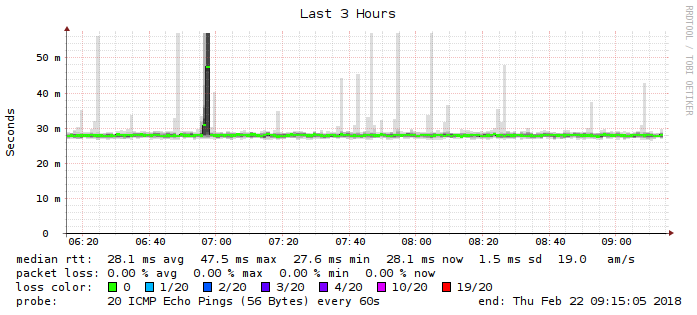 Last 3 Hours
RRDTOOL / TOBI OETIKER
Seconds
50 m
40 m
30 m
20 m
10 m
0
06:20 06:40 07:00 07:20 07:40 08:00 08:20 08:40 09:00
median rtt: 28.1 ms avg 47.5 ms max 27.6 ms min 28.1 ms now 1.5 ms sd 19.0 am/s
packet loss: 0.00 % avg 0.00 % max 0.00 % min 0.00 % now
loss color: 0 1/20 2/20 3/20 4/20 10/20 19/20
probe: 20 ICMP Echo Pings (56 Bytes) every 60s end: Thu Feb 22 09:15:05 2018